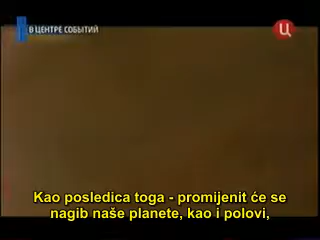 В ЦЕНТРЕ СОБЫТИЙ
Ц
Kao posledica toga - promijenit će se
nagib naše planete, kao i polovi,